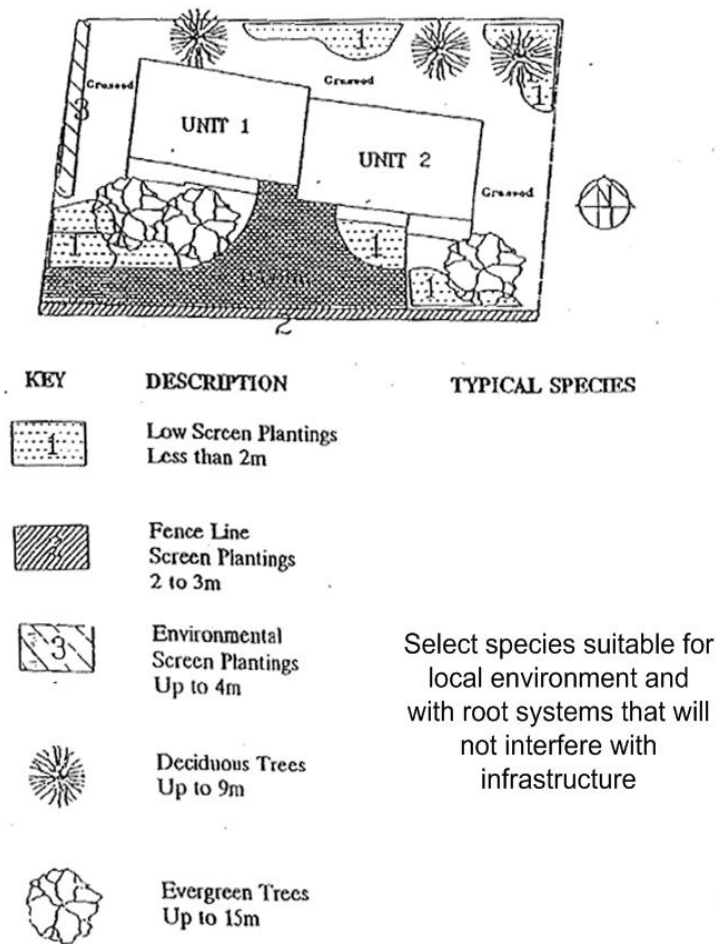 1
1
Grassed
Grassed
3
UNIT 1
UNIT 2
Grassed
N
1
1
1
2
KEY DESCRIPTION TYPICAL SPECIES
1
Low Screen Plantings
Less than 2m
2
Fence Line
Screen Plantings
2 to 3m
3
Environmental
Screen Plantings
Up to 4m
Select species suitable for
local environment and
with root systems that will
not interfere with
infrastructure
Deciduous Trees
Up to 9m
Evergreen Trees
Up to 15m